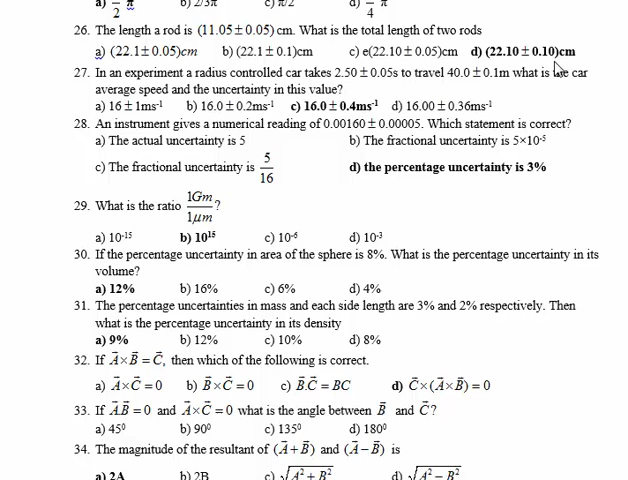 a) π/2 π b) 2/3π c) π/2 d) π/4 π
26. The length a rod is (11.05±0.05) cm. What is the total length of two rods
a) (22.1±0.05)cm b) (22.1±0.1)cm c) e(22.10±0.05)cm d) (22.10±0.10)cm
27. In an experiment a radius controlled car takes 2.50±0.05s to travel 40.0±0.1m what is the car
average speed and the uncertainty in this value?
a) 16±1ms⁻¹ b) 16.0±0.2ms⁻¹ c) 16.0±0.4ms⁻¹ d) 16.00±0.36ms⁻¹
28. An instrument gives a numerical reading of 0.00160±0.00005. Which statement is correct?
a) The actual uncertainty is 5 b) The fractional uncertainty is 5×10⁻⁵
c) The fractional uncertainty is 5/16 d) the percentage uncertainty is 3%
29. What is the ratio 1Gm/1μm?
a) 10⁻¹⁵ b) 10¹⁵ c) 10⁻⁶ d) 10⁻³
30. If the percentage uncertainty in area of the sphere is 8%. What is the percentage uncertainty in its
volume?
a) 12% b) 16% c) 6% d) 4%
31. The percentage uncertainties in mass and each side length are 3% and 2% respectively. Then
what is the percentage uncertainty in its density
a) 9% b) 12% c) 10% d) 8%
32. If A⃗×B⃗=C⃗, then which of the following is correct.
a) A⃗×C⃗=0 b) B⃗×C⃗=0 c) B⃗.C⃗=BC d) C⃗×(A⃗×B⃗)=0
33. If A⃗.B⃗=0 and A⃗×C⃗=0 what is the angle between B⃗ and C⃗?
a) 45⁰ b) 90⁰ c) 135⁰ d) 180⁰
34. The magnitude of the resultant of (A⃗+B⃗) and (A⃗−B⃗) is
a) 2A b) 2B c) √(A²+B²) d) √(A²−B²)